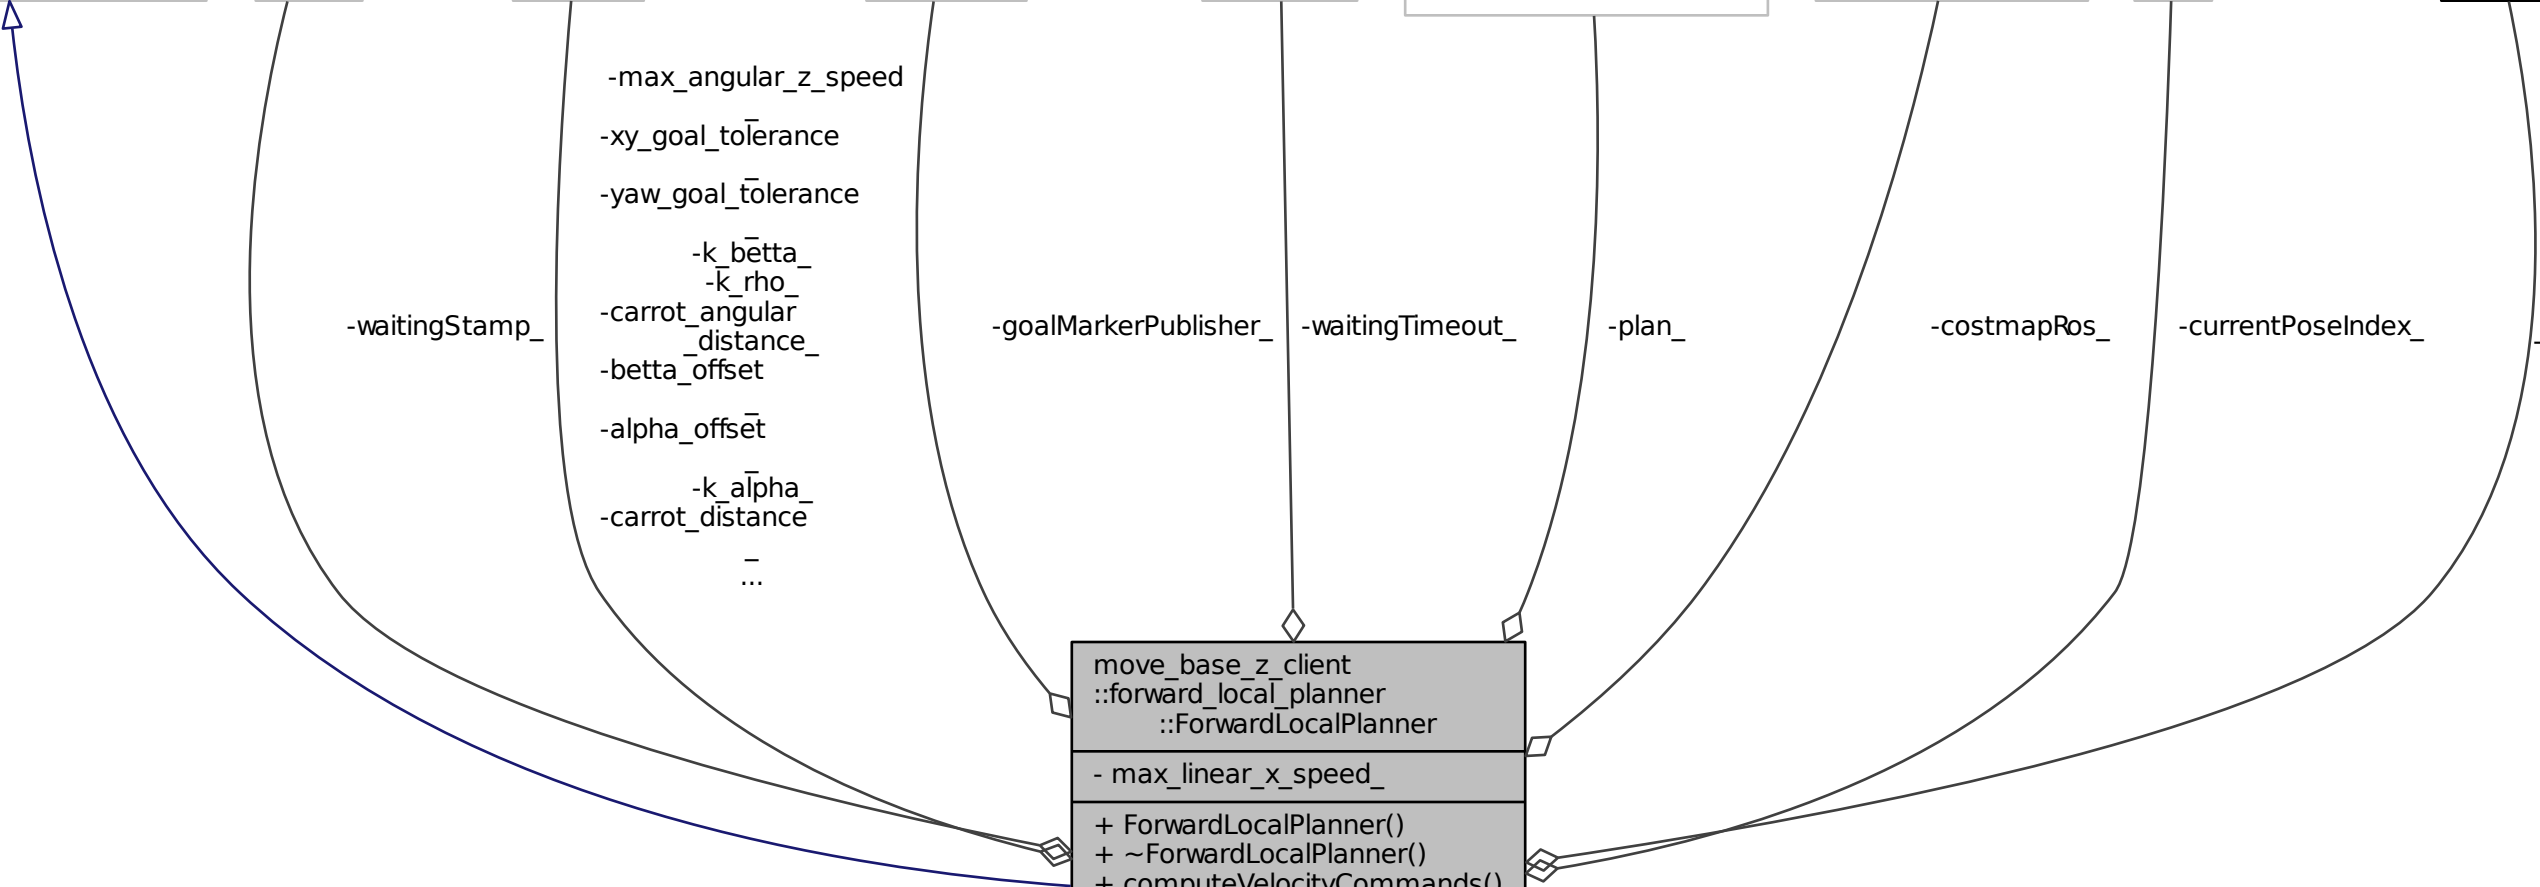 -max_angular_z_speed
_
-xy_goal_tolerance
_
-yaw_goal_tolerance
_
-k_betta_
-k_rho_
-carrot_angular
_distance_
-betta_offset
_
-alpha_offset
_
-k_alpha_
-carrot_distance
_
...
-waitingStamp_
-goalMarkerPublisher_
-waitingTimeout_
-plan_
-costmapRos_
-currentPoseIndex_
move_base_z_client
::forward_local_planner
::ForwardLocalPlanner
- max_linear_x_speed_
+ ForwardLocalPlanner()
+ ~ForwardLocalPlanner()
+ computeVelocityCommands()